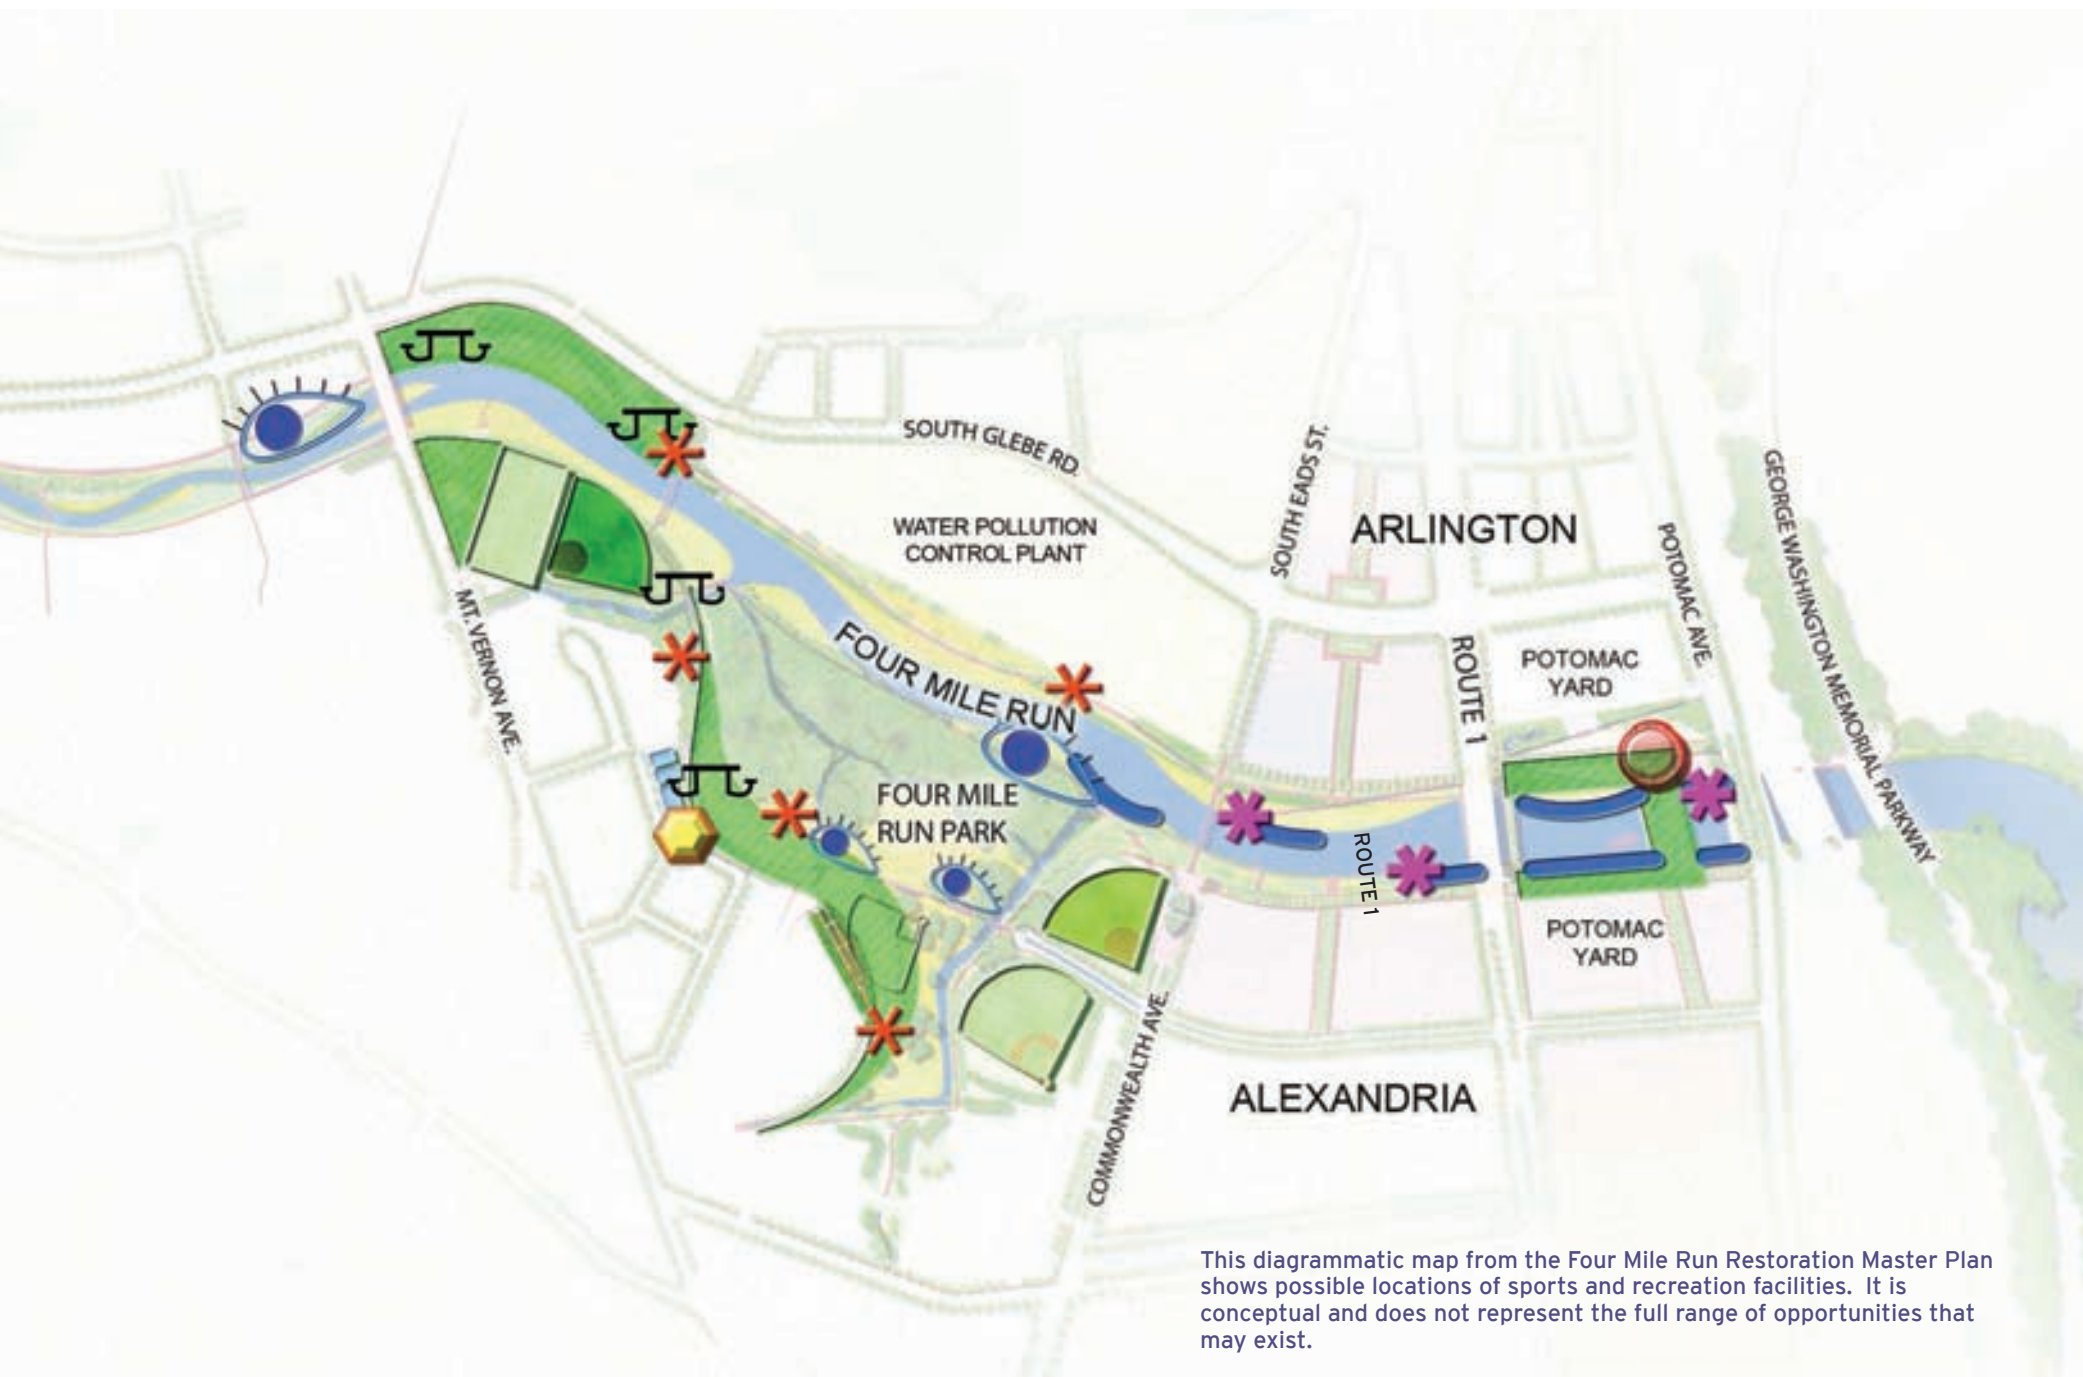 SOUTH GLEBE RD.
WATER POLLUTION
CONTROL PLANT
SOUTH EADS ST.
ARLINGTON
POTOMAC AVE.
GEORGE WASHINGTON MEMORIAL PARKWAY
MT. VERNON AVE.
FOUR MILE RUN
ROUTE 1
POTOMAC
YARD
FOUR MILE
RUN PARK
ROUTE 1
POTOMAC
YARD
COMMONWEALTH AVE.
ALEXANDRIA
This diagrammatic map from the Four Mile Run Restoration Master Plan
shows possible locations of sports and recreation facilities.  It is
conceptual and does not represent the full range of opportunities that
may exist.